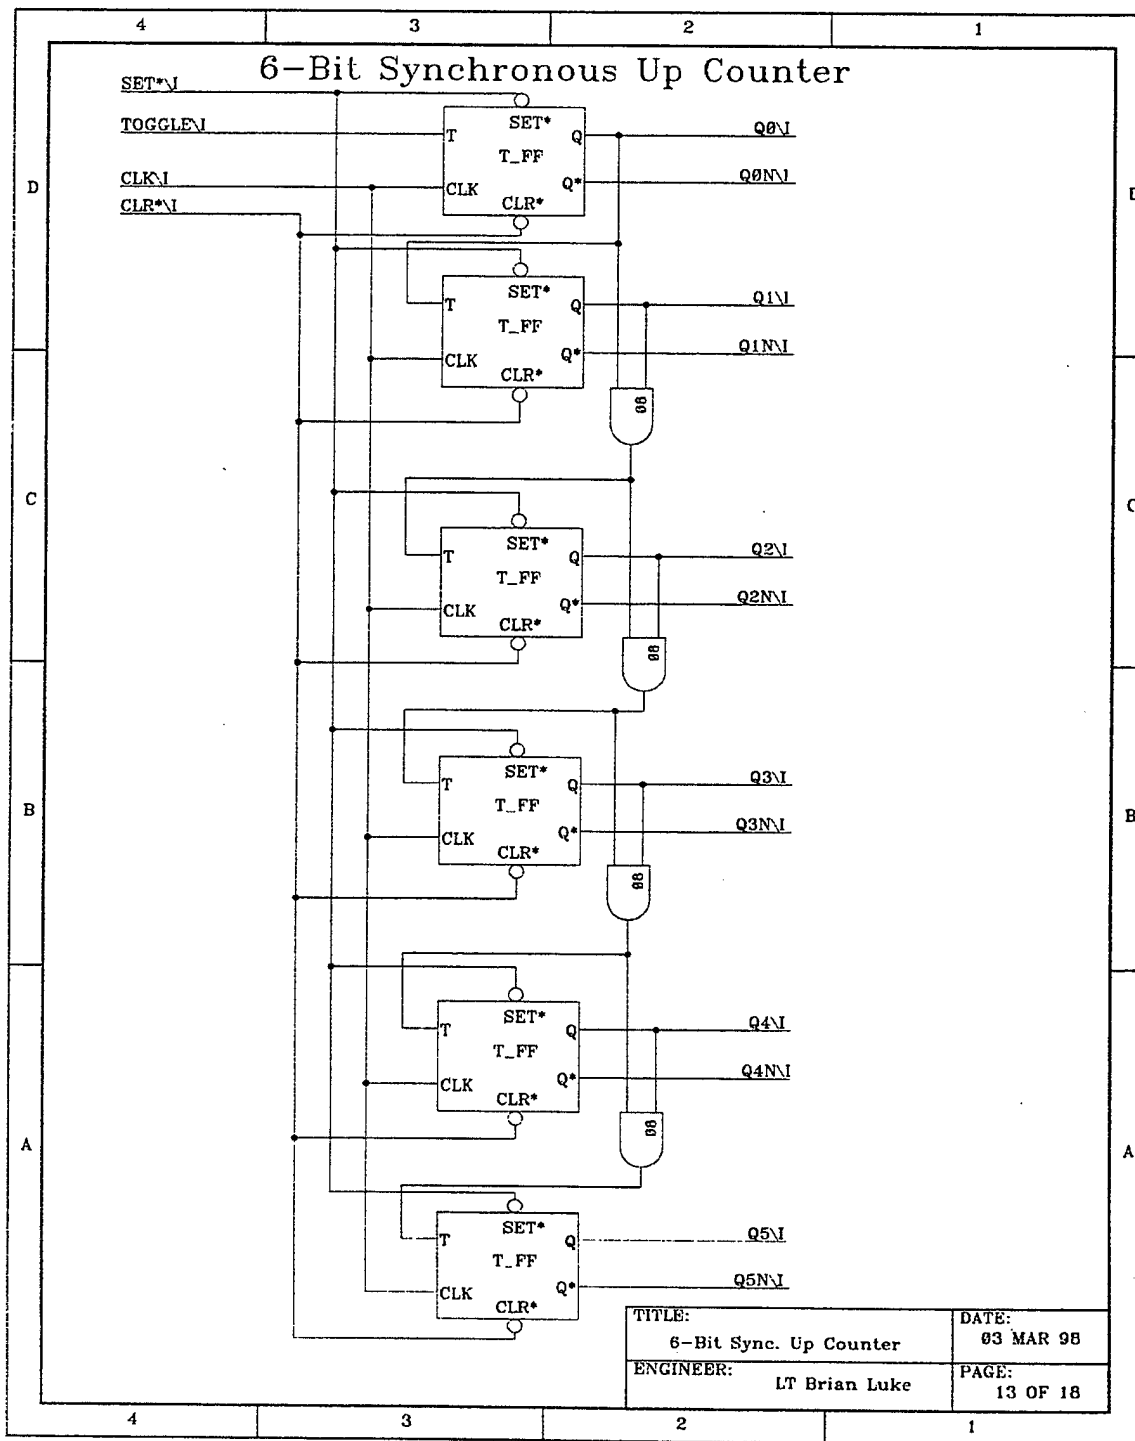 4 3 2 1
6-Bit Synchronous Up Counter
SET*\I
TOGGLE\I
CLK\I
CLR*\I
SET*
T Q Q0\I
T_FF
CLK Q* Q0N\I
CLR*
D
SET*
T Q Q1\I
T_FF
CLK Q* Q1N\I
CLR*
08
C C
SET*
T Q Q2\I
T_FF
CLK Q* Q2N\I
CLR*
08
SET*
T Q Q3\I
T_FF
CLK Q* Q3N\I
CLR*
B B
08
SET*
T Q Q4\I
T_FF
CLK Q* Q4N\I
CLR*
08
A A
SET*
T Q Q5\I
T_FF
CLK Q* Q5N\I
CLR*
TITLE:
6-Bit Sync. Up Counter
DATE:
03 MAR 98
ENGINEER:
LT Brian Luke
PAGE:
13 OF 18
4 3 2 1